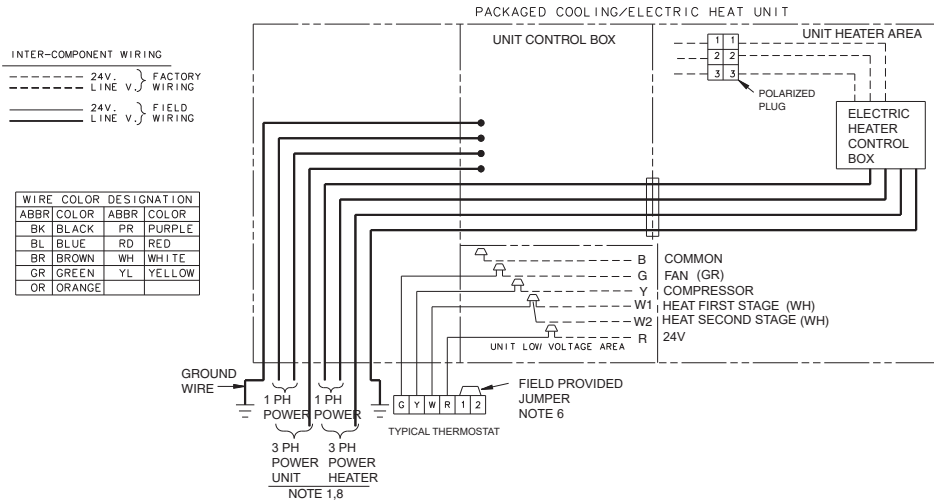 PACKAGED COOLING/ELECTRIC HEAT UNIT
INTER-COMPONENT WIRING
24V. } FACTORY
LINE V. } WIRING
24V. } FIELD
LINE V. } WIRING
UNIT CONTROL BOX
UNIT HEATER AREA
1 1
2 2
3 3
POLARIZED
PLUG
ELECTRIC
HEATER
CONTROL
BOX
WIRE COLOR DESIGNATION
ABBR COLOR ABBR COLOR
BK BLACK PR PURPLE
BL BLUE RD RED
BR BROWN WH WHITE
GR GREEN YL YELLOW
OR ORANGE
B COMMON
G FAN (GR)
Y COMPRESSOR
W1 HEAT FIRST STAGE (WH)
W2 HEAT SECOND STAGE (WH)
R 24V
UNIT LOW VOLTAGE AREA
GROUND
WIRE
1 PH
POWER
1 PH
POWER
G Y W R 1 2
FIELD PROVIDED
JUMPER
NOTE 6
TYPICAL THERMOSTAT
3 PH
POWER
UNIT
3 PH
POWER
HEATER
NOTE 1,8